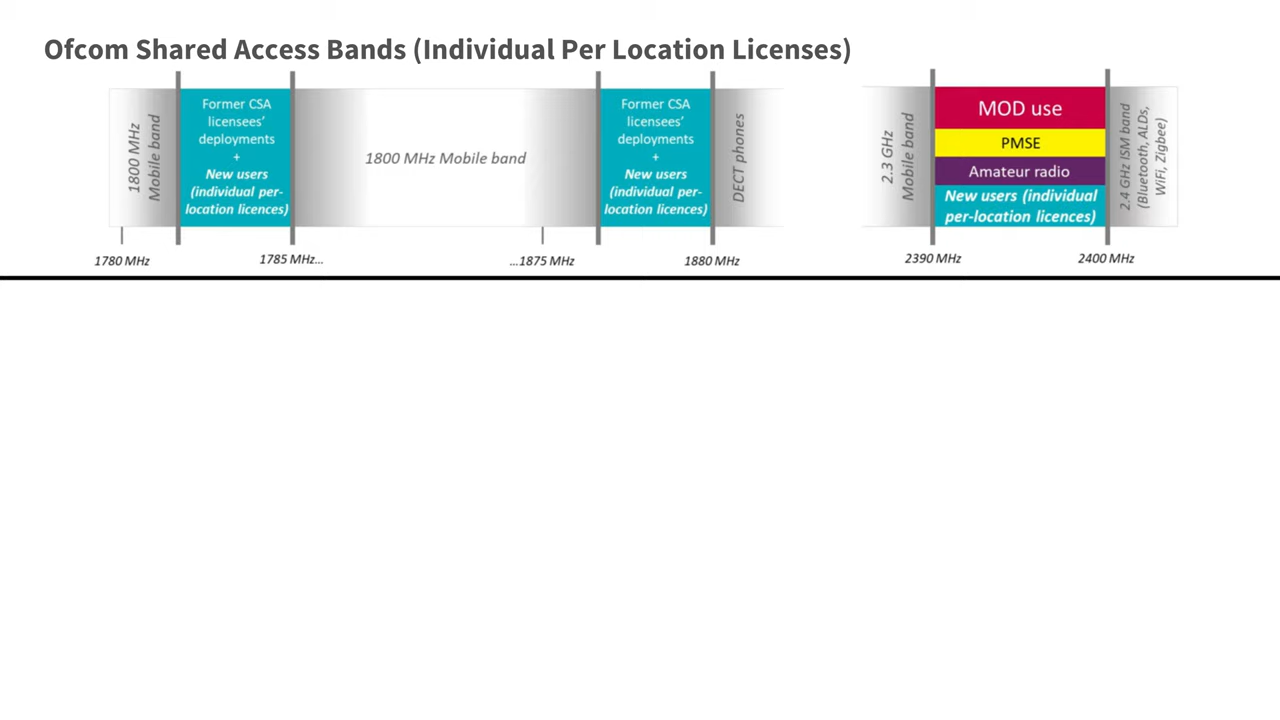 Ofcom Shared Access Bands (Individual Per Location Licenses)
1800 MHz
Mobile band
Former CSA
licensees’
deployments
+
New users
(individual per-
location licences)
1800 MHz Mobile band
Former CSA
licensees’
deployments
+
New users
(individual per-
location licences)
DECT phones
2.3 GHz
Mobile band
MOD use
PMSE
Amateur radio
New users (individual
per-location licences)
2.4 GHz ISM band
(Bluetooth, ALDs,
WiFi, Zigbee)
1780 MHz
1785 MHz...
...1875 MHz
1880 MHz
2390 MHz
2400 MHz